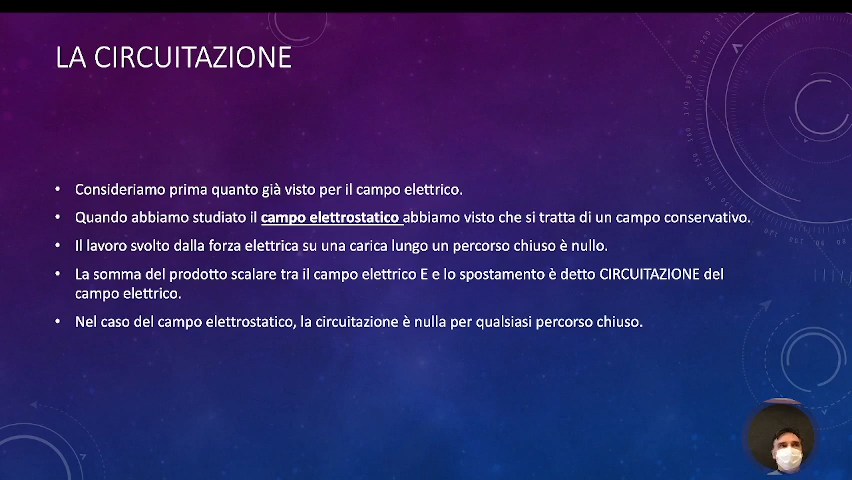 LA CIRCUITAZIONE
• Consideriamo prima quanto già visto per il campo elettrico.
• Quando abbiamo studiato il campo elettrostatico abbiamo visto che si tratta di un campo conservativo.
• Il lavoro svolto dalla forza elettrica su una carica lungo un percorso chiuso è nullo.
• La somma del prodotto scalare tra il campo elettrico E e lo spostamento è detto CIRCUITAZIONE del
campo elettrico.
• Nel caso del campo elettrostatico, la circuitazione è nulla per qualsiasi percorso chiuso.